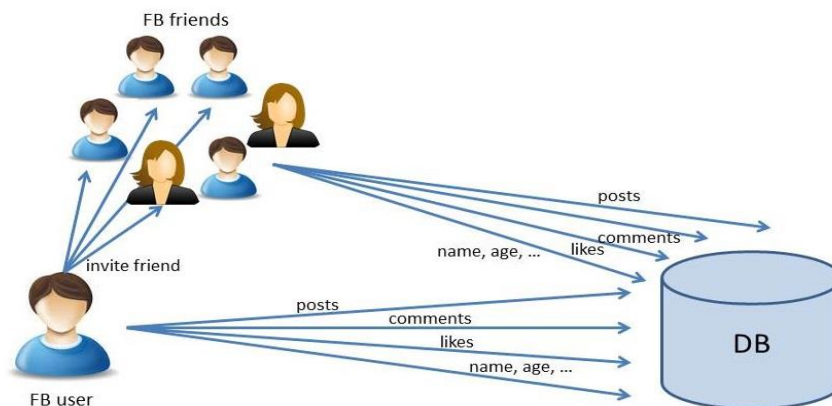 FB friends
posts
comments
likes
name, age, ...
invite friend
posts
comments
likes
name, age, ...
DB
FB user